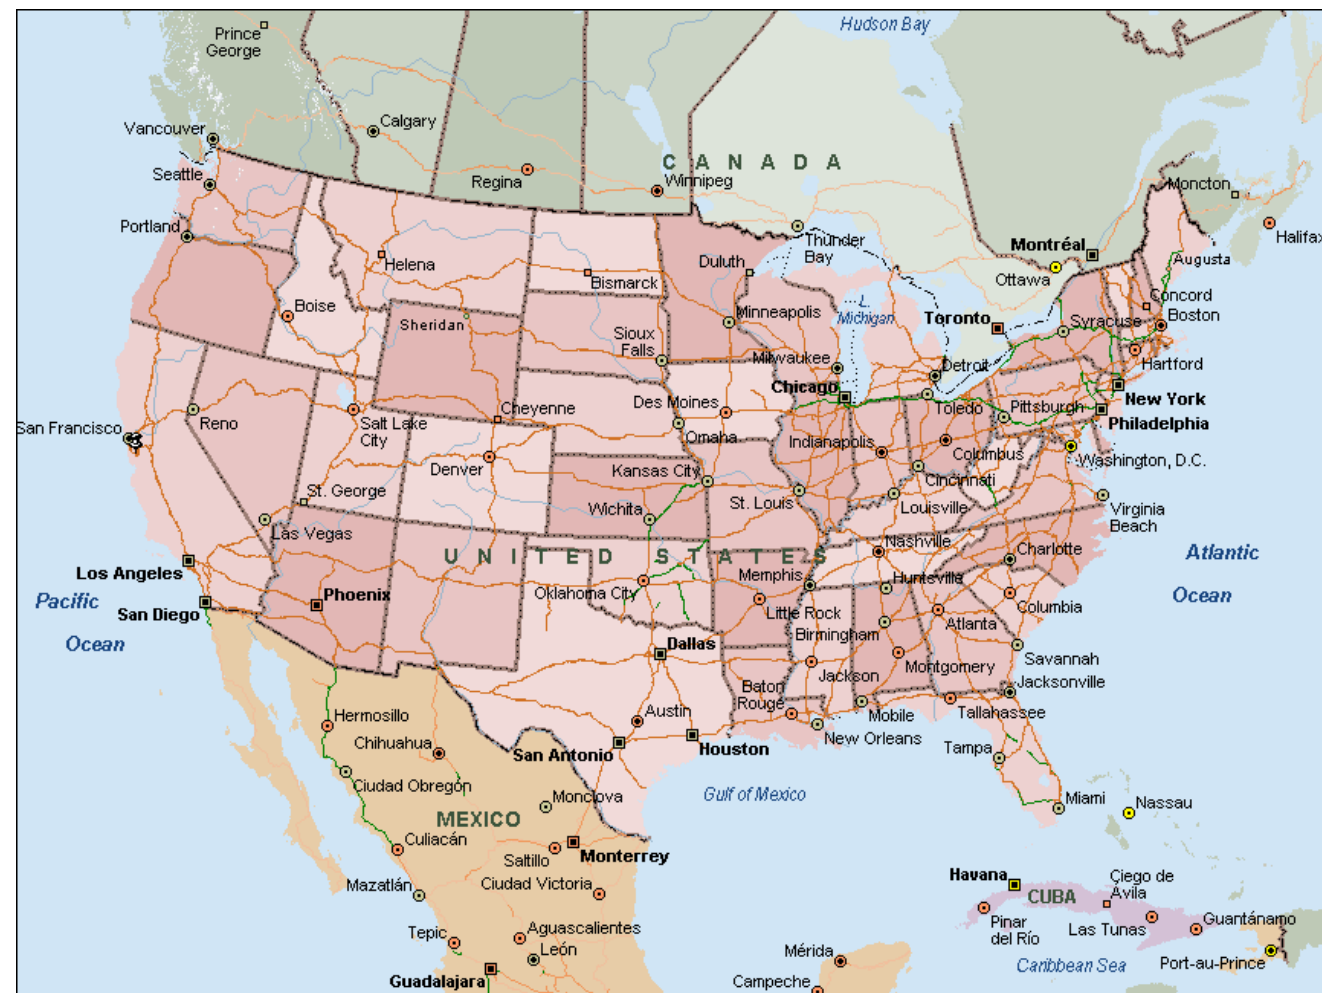 Hudson Bay
Prince
George
Calgary
Vancouver
CANADA
Seattle
Regina
Winnipeg
Moncton
Portland
Thunder
Bay
Montréal
Halifax
Helena
Duluth
Augusta
Bismarck
Ottawa
Boise
Sheridan
Minneapolis
L.
Michigan
Toronto
Syracuse
Concord
Boston
Sioux
Falls
Milwaukee
Detroit
Hartford
Chicago
New York
Des Moines
Toledo
Pittsburgh
Philadelphia
San Francisco
Reno
Salt Lake
City
Cheyenne
Omaha
Indianapolis
Columbus
Washington, D.C.
Denver
Kansas City
Cincinnati
St. George
St. Louis
Louisville
Virginia
Beach
Las Vegas
Wichita
Nashville
Charlotte
Atlantic
Ocean
UNITED STATES
Los Angeles
Memphis
Huntsville
Pacific
Ocean
Phoenix
Oklahoma City
Little Rock
Columbia
San Diego
Birmingham
Atlanta
Dallas
Jackson
Montgomery
Savannah
Baton
Rouge
Jacksonville
Hermosillo
Austin
Mobile
Tallahassee
Chihuahua
San Antonio
Houston
New Orleans
Tampa
Ciudad Obregón
Monclova
Gulf of Mexico
Miami
Nassau
MEXICO
Culiacán
Saltillo
Monterrey
Mazatlán
Ciudad Victoria
Havana
CUBA
Çiego de
Ávila
Pinar
del Río
Las Tunas
Guantánamo
Tepic
Aguascalientes
León
Mérida
Caribbean Sea
Port-au-Prince
Guadalajara
Campeche